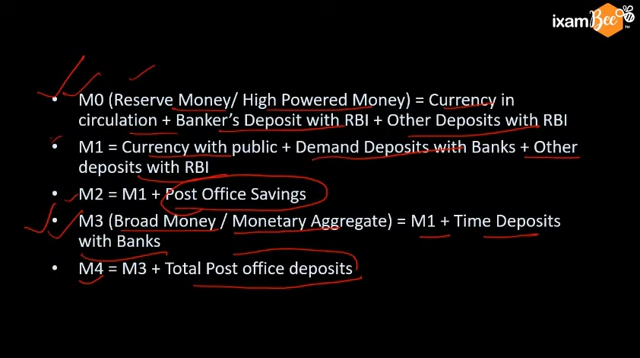 ixam Bee
• M0 (Reserve Money/ High Powered Money) = Currency in
circulation + Banker's Deposit with RBI + Other Deposits with RBI
• M1 = Currency with public + Demand Deposits with Banks + Other
deposits with RBI
• M2 = M1 + Post Office Savings
• M3 (Broad Money / Monetary Aggregate) = M1 + Time Deposits
with Banks
• M4 = M3 + Total Post office deposits